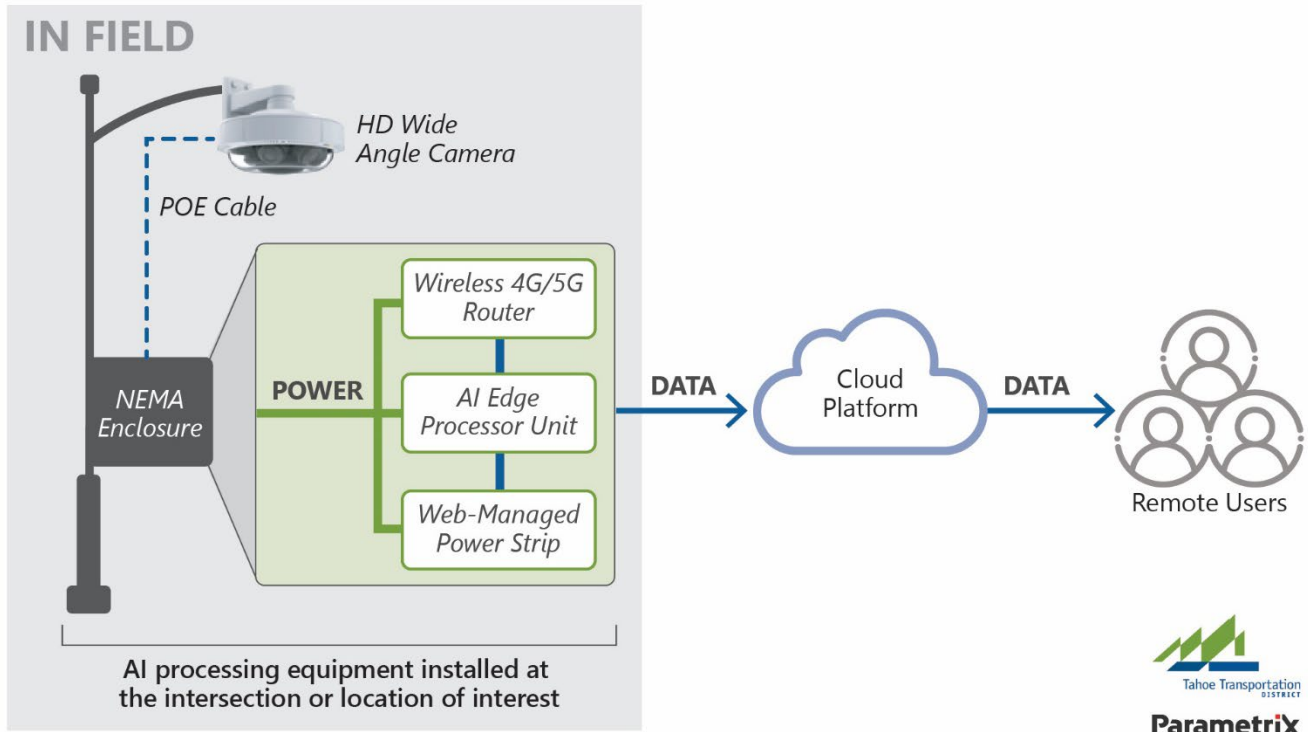 IN FIELD
HD Wide
Angle Camera
POE Cable
NEMA
Enclosure
POWER
Wireless 4G/5G
Router
AI Edge
Processor Unit
Web-Managed
Power Strip
DATA
Cloud
Platform
DATA
Remote Users
AI processing equipment installed at
the intersection or location of interest
Tahoe Transportation
DISTRICT
Parametrix